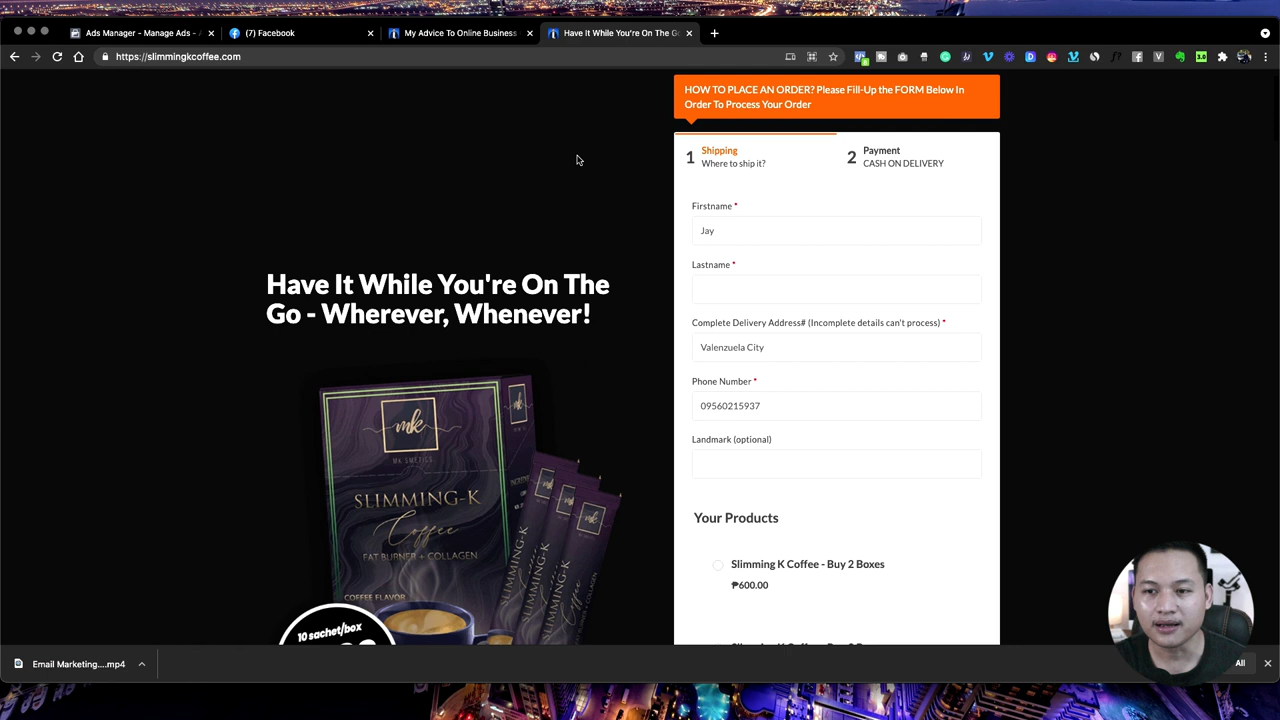 Ads Manager - Manage Ads -
(7) Facebook
My Advice To Online Business
Have It While You're On The Go
https://slimmingkcoffee.com
HOW TO PLACE AN ORDER? Please Fill-Up the FORM Below In
Order To Process Your Order
1 Shipping
Where to ship it?
2 Payment
CASH ON DELIVERY
Firstname *
Jay
Lastname *
Complete Delivery Address# (Incomplete details can't process) *
Valenzuela City
Phone Number *
09560215937
Landmark (optional)
Your Products
Slimming K Coffee - Buy 2 Boxes
₱600.00
Have It While You're On The
Go - Wherever, Whenever!
mk
MK SMETICS
SLIMMING-K
Coffee
FAT BURNER + COLLAGEN
COFFEE FLAVOR
10 sachet/box
Email Marketing....mp4
All